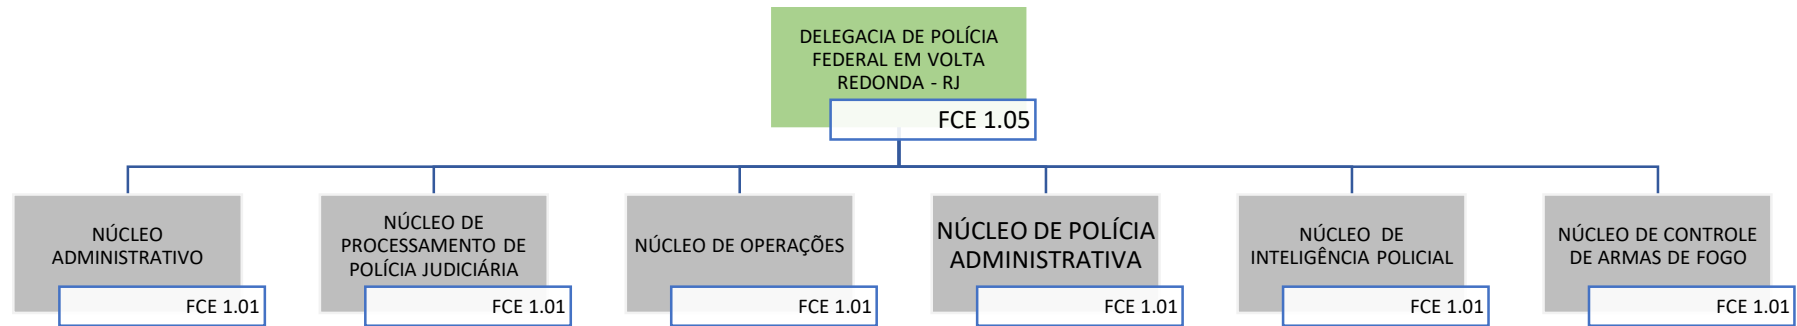 DELEGACIA DE POLÍCIA
FEDERAL EM VOLTA
REDONDA - RJ
FCE 1.05
NÚCLEO
ADMINISTRATIVO
FCE 1.01
NÚCLEO DE
PROCESSAMENTO DE
POLÍCIA JUDICIÁRIA
FCE 1.01
NÚCLEO DE OPERAÇÕES
FCE 1.01
NÚCLEO DE POLÍCIA
ADMINISTRATIVA
FCE 1.01
NÚCLEO DE
INTELIGÊNCIA POLICIAL
FCE 1.01
NÚCLEO DE CONTROLE
DE ARMAS DE FOGO
FCE 1.01